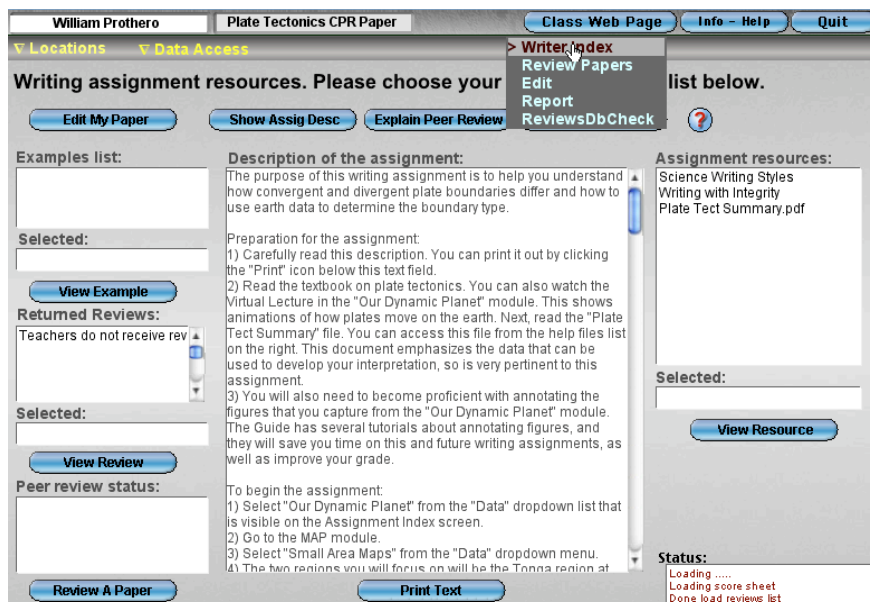 William Prothero
Plate Tectonics CPR Paper
Class Web Page
Info - Help
Quit
∇ Locations
∇ Data Access
> Writer Index
Review Papers
Edit
Report
ReviewsDbCheck
Writing assignment resources. Please choose your
list below.
Edit My Paper
Show Assig Desc
Explain Peer Review
?
Examples list:
Selected:
View Example
Returned Reviews:
Teachers do not receive rev
Selected:
View Review
Peer review status:
Review A Paper
Description of the assignment:
The purpose of this writing assignment is to help you understand
how convergent and divergent plate boundaries differ and how to
use earth data to determine the boundary type.
Preparation for the assignment:
1) Carefully read this description. You can print it out by clicking
the "Print" icon below this text field.
2) Read the textbook on plate tectonics. You can also watch the
Virtual Lecture in the "Our Dynamic Planet" module. This shows
animations of how plates move on the earth. Next, read the "Plate
Tect Summary" file. You can access this file from the help files list
on the right. This document emphasizes the data that can be
used to develop your interpretation, so is very pertinent to this
assignment.
3) You will also need to become proficient with annotating the
figures that you capture from the "Our Dynamic Planet" module.
The Guide has several tutorials about annotating figures, and
they will save you time on this and future writing assignments, as
well as improve your grade.
To begin the assignment:
1) Select "Our Dynamic Planet" from the "Data" dropdown list that
is visible on the Assignment Index screen.
2) Go to the MAP module.
3) Select "Small Area Maps" from the "Data" dropdown menu.
4) The two regions you will focus on will be the Tonga region at
Print Text
Assignment resources:
Science Writing Styles
Writing with Integrity
Plate Tect Summary.pdf
Selected:
View Resource
Status:
Loading .....
Loading score sheet
Done load reviews list